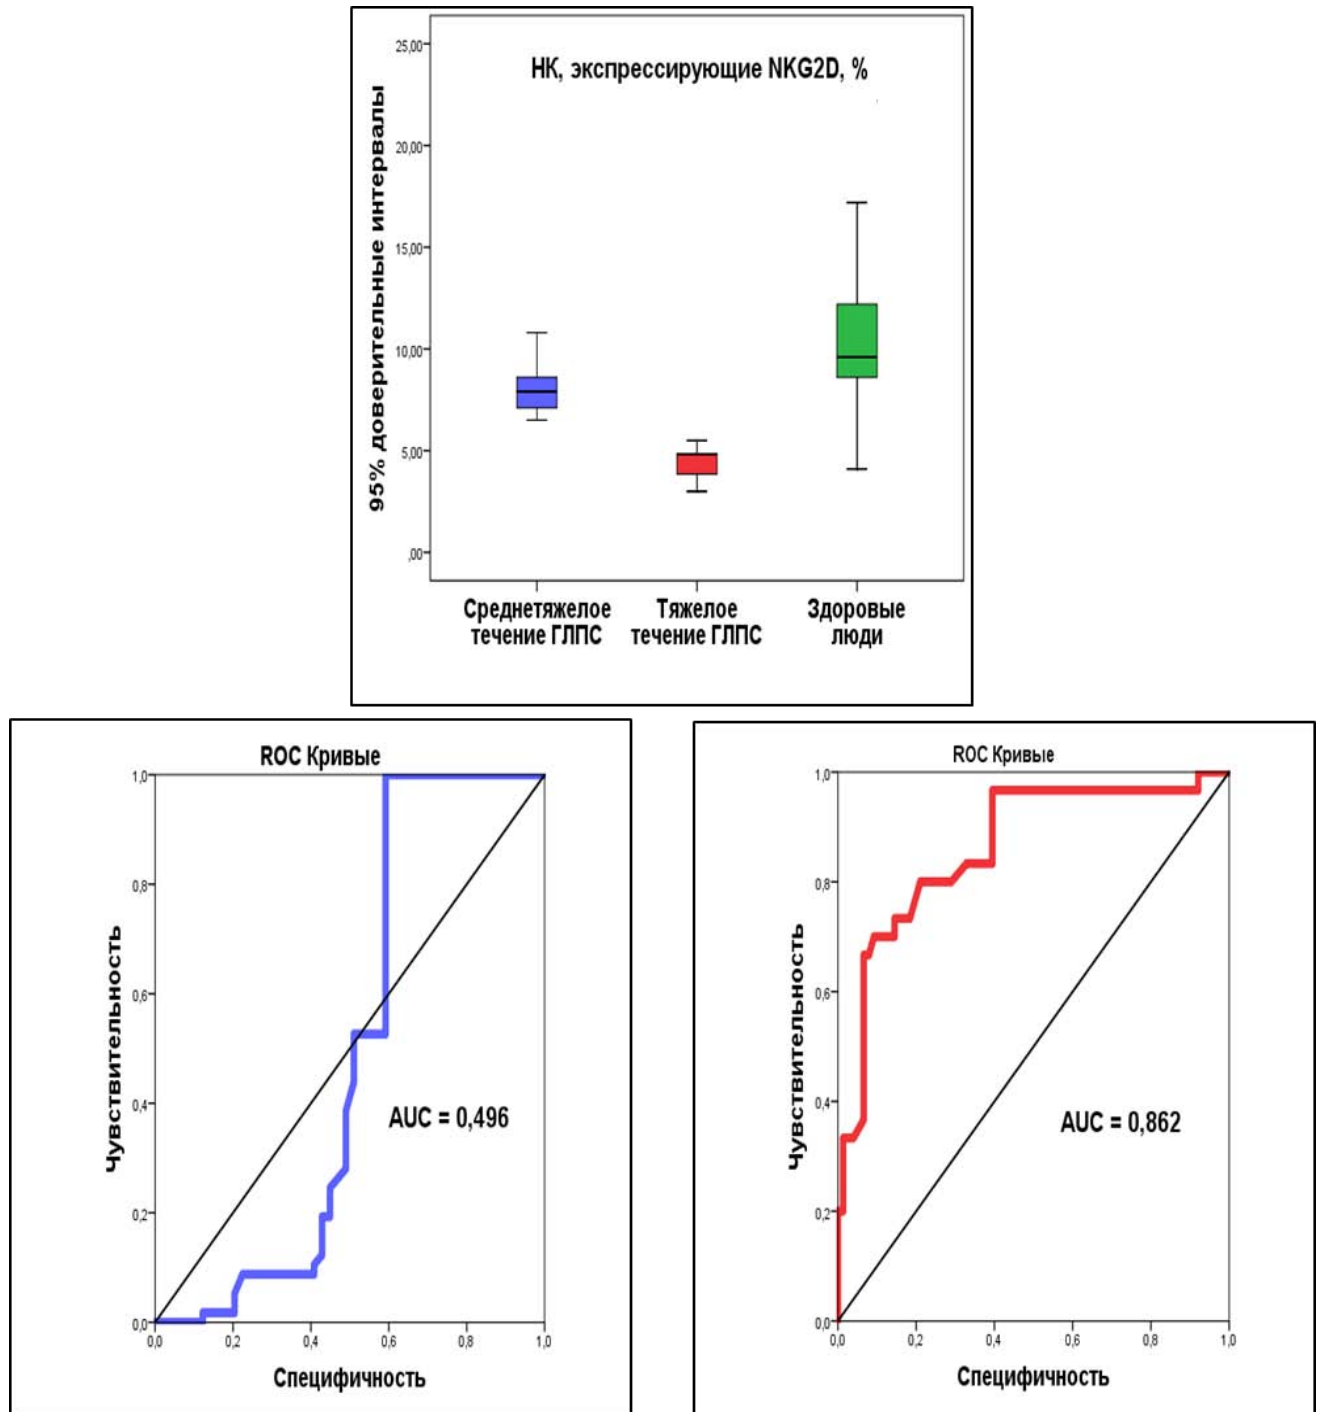 НК, экспрессирующие NKG2D, %
95% доверительные интервалы
25,00
20,00
15,00
10,00
5,00
,00
Среднетяжелое
течение ГЛПС
Тяжелое
течение ГЛПС
Здоровые
люди
ROC Кривые
Чувствительность
1,0
0,8
0,6
0,4
0,2
0,0
AUC = 0,496
0,0 0,2 0,4 0,6 0,8 1,0
Специфичность
ROC Кривые
Чувствительность
1,0
0,8
0,6
0,4
0,2
0,0
AUC = 0,862
0,0 0,2 0,4 0,6 0,8 1,0
Специфичность